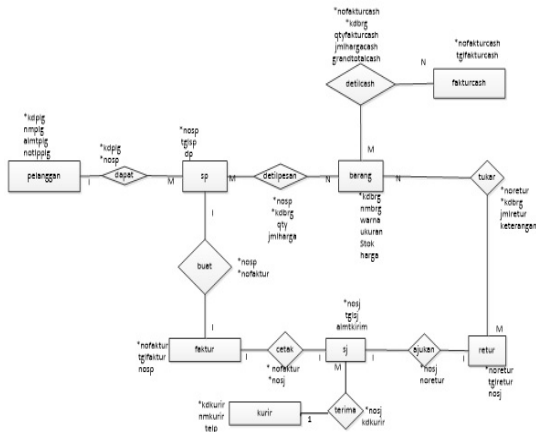 *nofakturcash
*kdbrg
qtyfakturcash
jmlhargacash
grandtotalcash
detilcash
N
M
*nofakturcash
tglfakturcash
fakturcash
*kdplg
nmplg
almtplg
notlpplg
pelanggan
I
*kdplg
*nosp
dapat
M
*nosp
tglsp
dp
sp
M
I
detilpesan
*nosp
*kdbrg
qty
jmlharga
N
barang
*kdbrg
nmbrg
warna
ukuran
Stok
harga
N
tukar
*noretur
*kdbrg
jmlretur
keterangan
M
buat
*nosp
*nofaktur
I
faktur
*nofaktur
tglfaktur
nosp
I
cetak
* nofaktur
*nosj
I
*nosj
tglsj
almtkirim
sj
M
I
ajukan
*nosj
noretur
I
retur
*noretur
tglretur
nosj
terima
*nosj
kdkurir
1
kurir
*kdkurir
nmkurir
telp